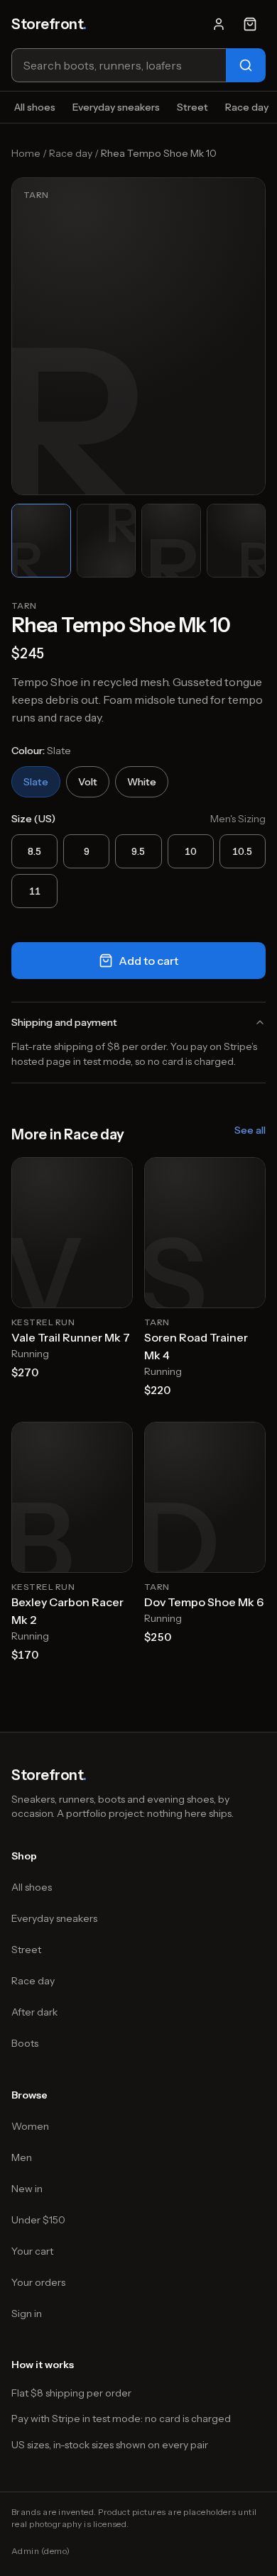 Storefront.
Search boots, runners, loafers
All shoes Everyday sneakers Street Race day
Home / Race day / Rhea Tempo Shoe Mk 10
TARN
R
R R R R
TARN
Rhea Tempo Shoe Mk 10
$245
Tempo Shoe in recycled mesh. Gusseted tongue
keeps debris out. Foam midsole tuned for tempo
runs and race day.
Colour: Slate
Slate Volt White
Size (US) Men's Sizing
8.5 9 9.5 10 10.5
11
Add to cart
Shipping and payment
Flat-rate shipping of $8 per order. You pay on Stripe's
hosted page in test mode, so no card is charged.
More in Race day See all
V
KESTREL RUN
Vale Trail Runner Mk 7
Running
$270
S
TARN
Soren Road Trainer
Mk 4
Running
$220
B
KESTREL RUN
Bexley Carbon Racer
Mk 2
Running
$170
D
TARN
Dov Tempo Shoe Mk 6
Running
$250
Storefront.
Sneakers, runners, boots and evening shoes, by
occasion. A portfolio project: nothing here ships.
Shop
All shoes
Everyday sneakers
Street
Race day
After dark
Boots
Browse
Women
Men
New in
Under $150
Your cart
Your orders
Sign in
How it works
Flat $8 shipping per order
Pay with Stripe in test mode: no card is charged
US sizes, in-stock sizes shown on every pair
Brands are invented. Product pictures are placeholders until
real photography is licensed.
Admin (demo)